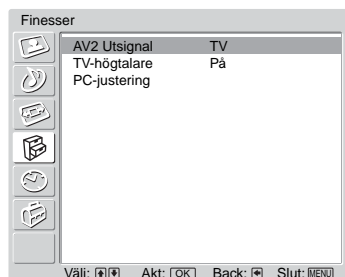 Finesser
AV2 Utsignal TV
TV-högtalare På
PC-justering
Välj: Akt: OK Back: Slut: MENU